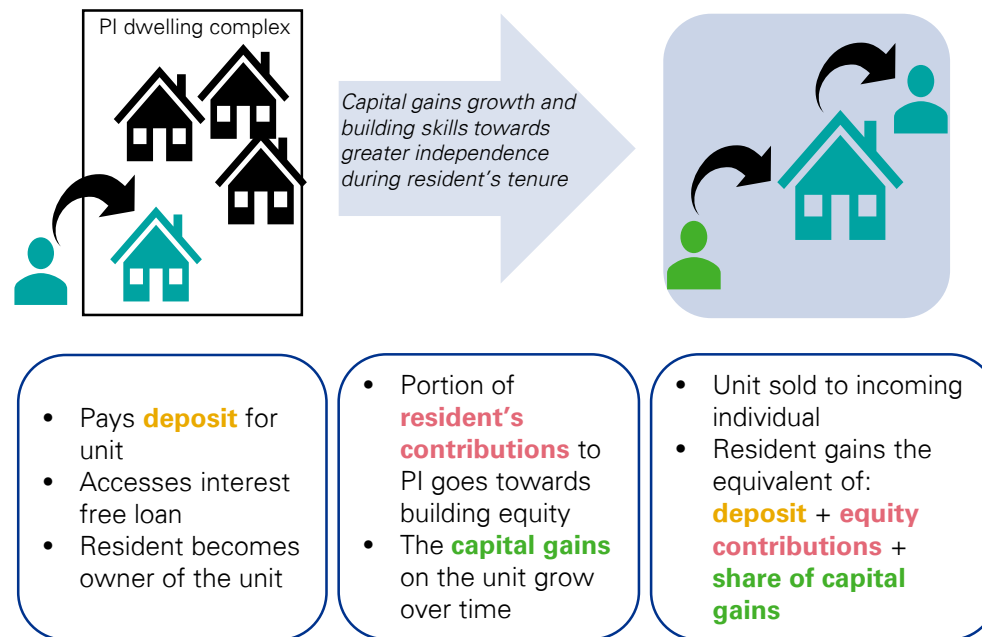 PI dwelling complex
Capital gains growth and
building skills towards
greater independence
during resident's tenure
• Pays deposit for
unit
• Accesses interest
free loan
• Resident becomes
owner of the unit
• Portion of
resident's
contributions to
PI goes towards
building equity
• The capital gains
on the unit grow
over time
• Unit sold to incoming
individual
• Resident gains the
equivalent of:
deposit + equity
contributions +
share of capital
gains